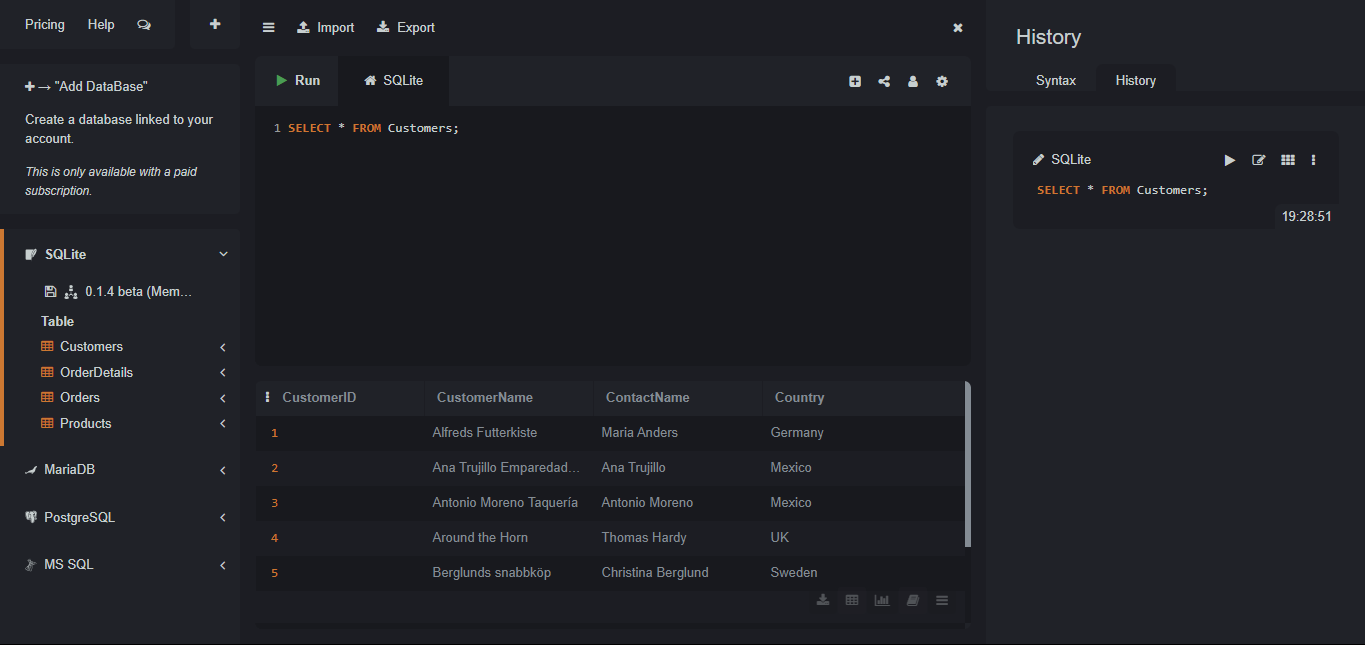 Pricing Help
Import Export
History
Run SQLite
Syntax History
→ "Add DataBase"
Create a database linked to your
account.
This is only available with a paid
subscription.
1 SELECT * FROM Customers;
SQLite
SELECT * FROM Customers;
19:28:51
SQLite
0.1.4 beta (Mem...
Table
Customers
OrderDetails
Orders
Products
MariaDB
PostgreSQL
MS SQL
CustomerID CustomerName ContactName Country
1 Alfreds Futterkiste Maria Anders Germany
2 Ana Trujillo Emparedad... Ana Trujillo Mexico
3 Antonio Moreno Taquería Antonio Moreno Mexico
4 Around the Horn Thomas Hardy UK
5 Berglunds snabbköp Christina Berglund Sweden